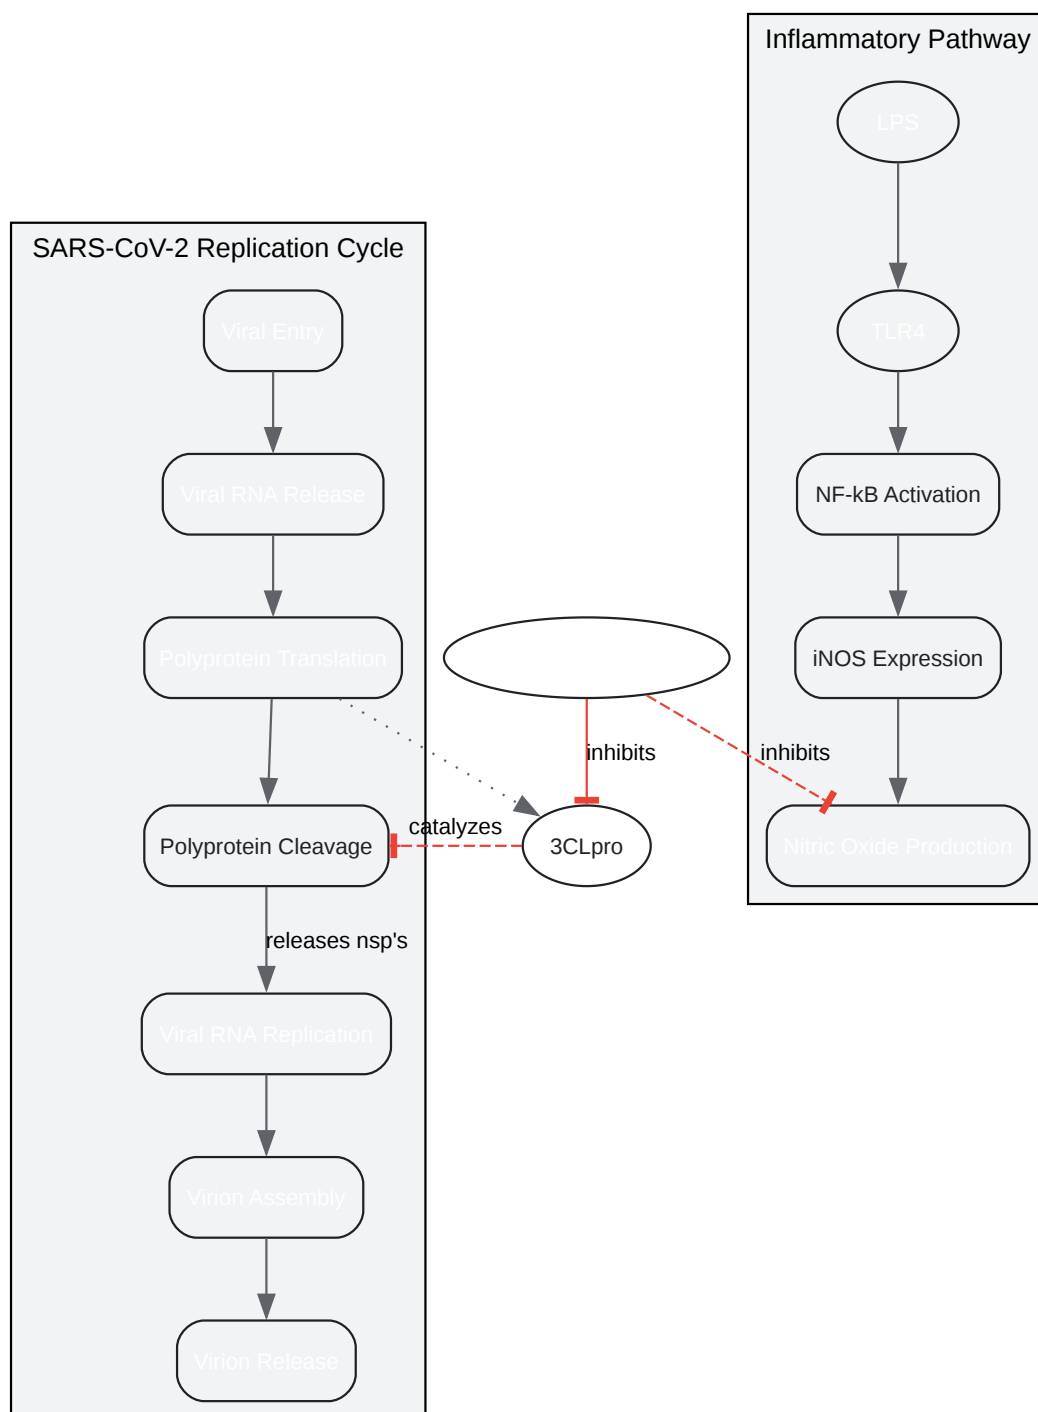 Inflammatory Pathway
LPS
SARS-CoV-2 Replication Cycle
Viral Entry
TLR4
Viral RNA Release
NF-kB Activation
Polyprotein Translation
iNOS Expression
inhibits
inhibits
catalyzes
Polyprotein Cleavage
3CLpro
Nitric Oxide Production
releases nsp's
Viral RNA Replication
Virion Assembly
Virion Release